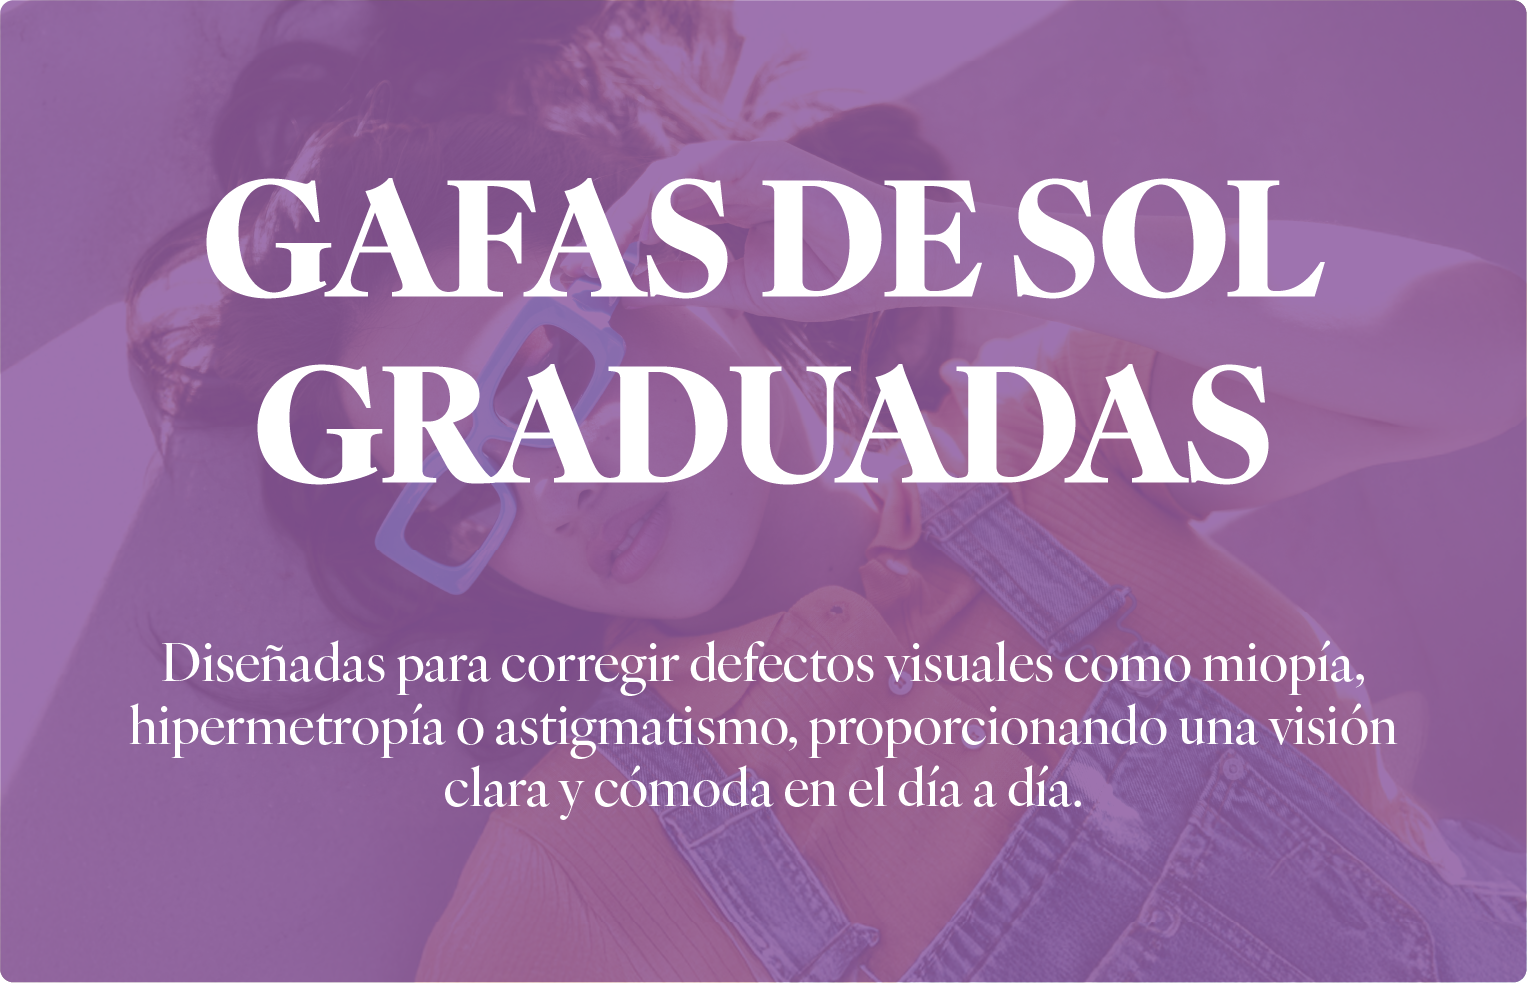 GAFAS DE SOL
GRADUADAS
Diseñadas para corregir defectos visuales como miopía,
hipermetropía o astigmatismo, proporcionando una visión
clara y cómoda en el día a día.